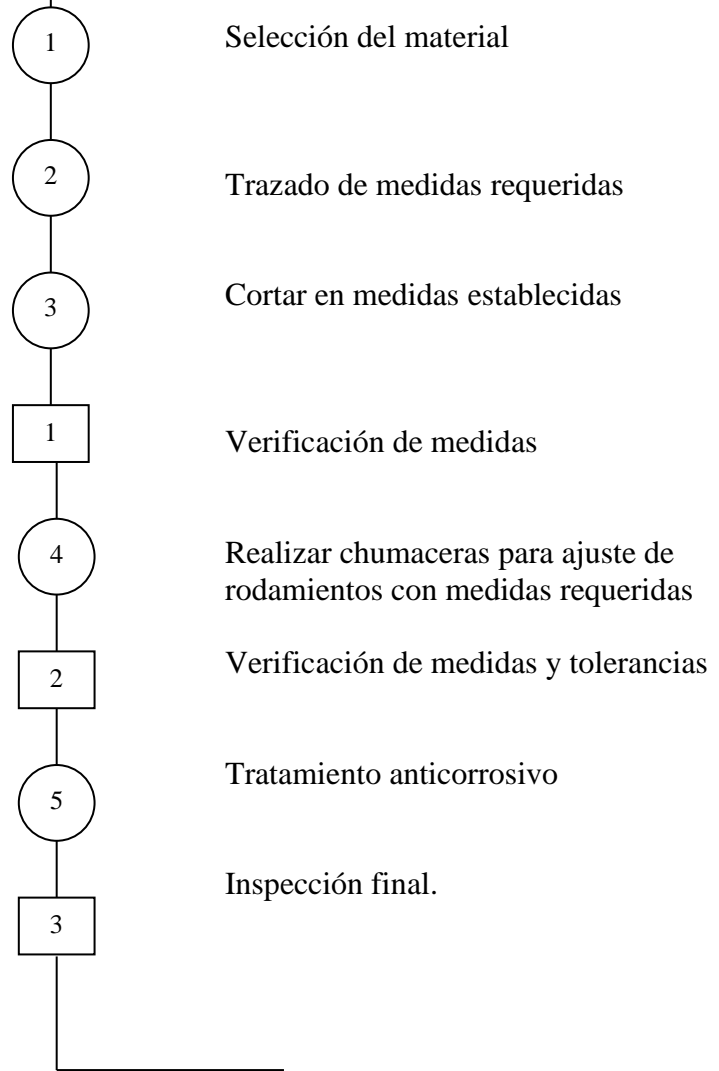 1 Selección del material
2 Trazado de medidas requeridas
3 Cortar en medidas establecidas
1 Verificación de medidas
4 Realizar chumaceras para ajuste de
rodamientos con medidas requeridas
2 Verificación de medidas y tolerancias
5 Tratamiento anticorrosivo
3 Inspección final.